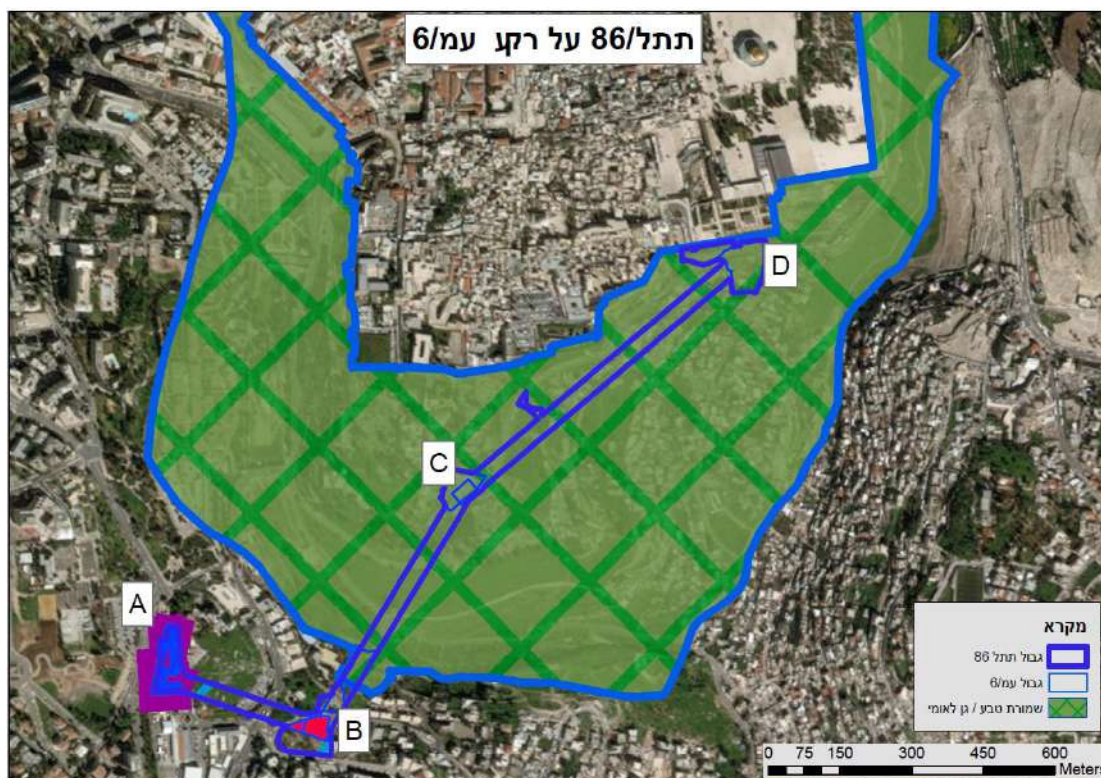 תתל/86 על רקע עמ/6
D
C
A
B
מקרא
גבול תתל 86
גבול עמ/6
שמורת טבע / גן לאומי
0 75 150 300 450 600
Meters